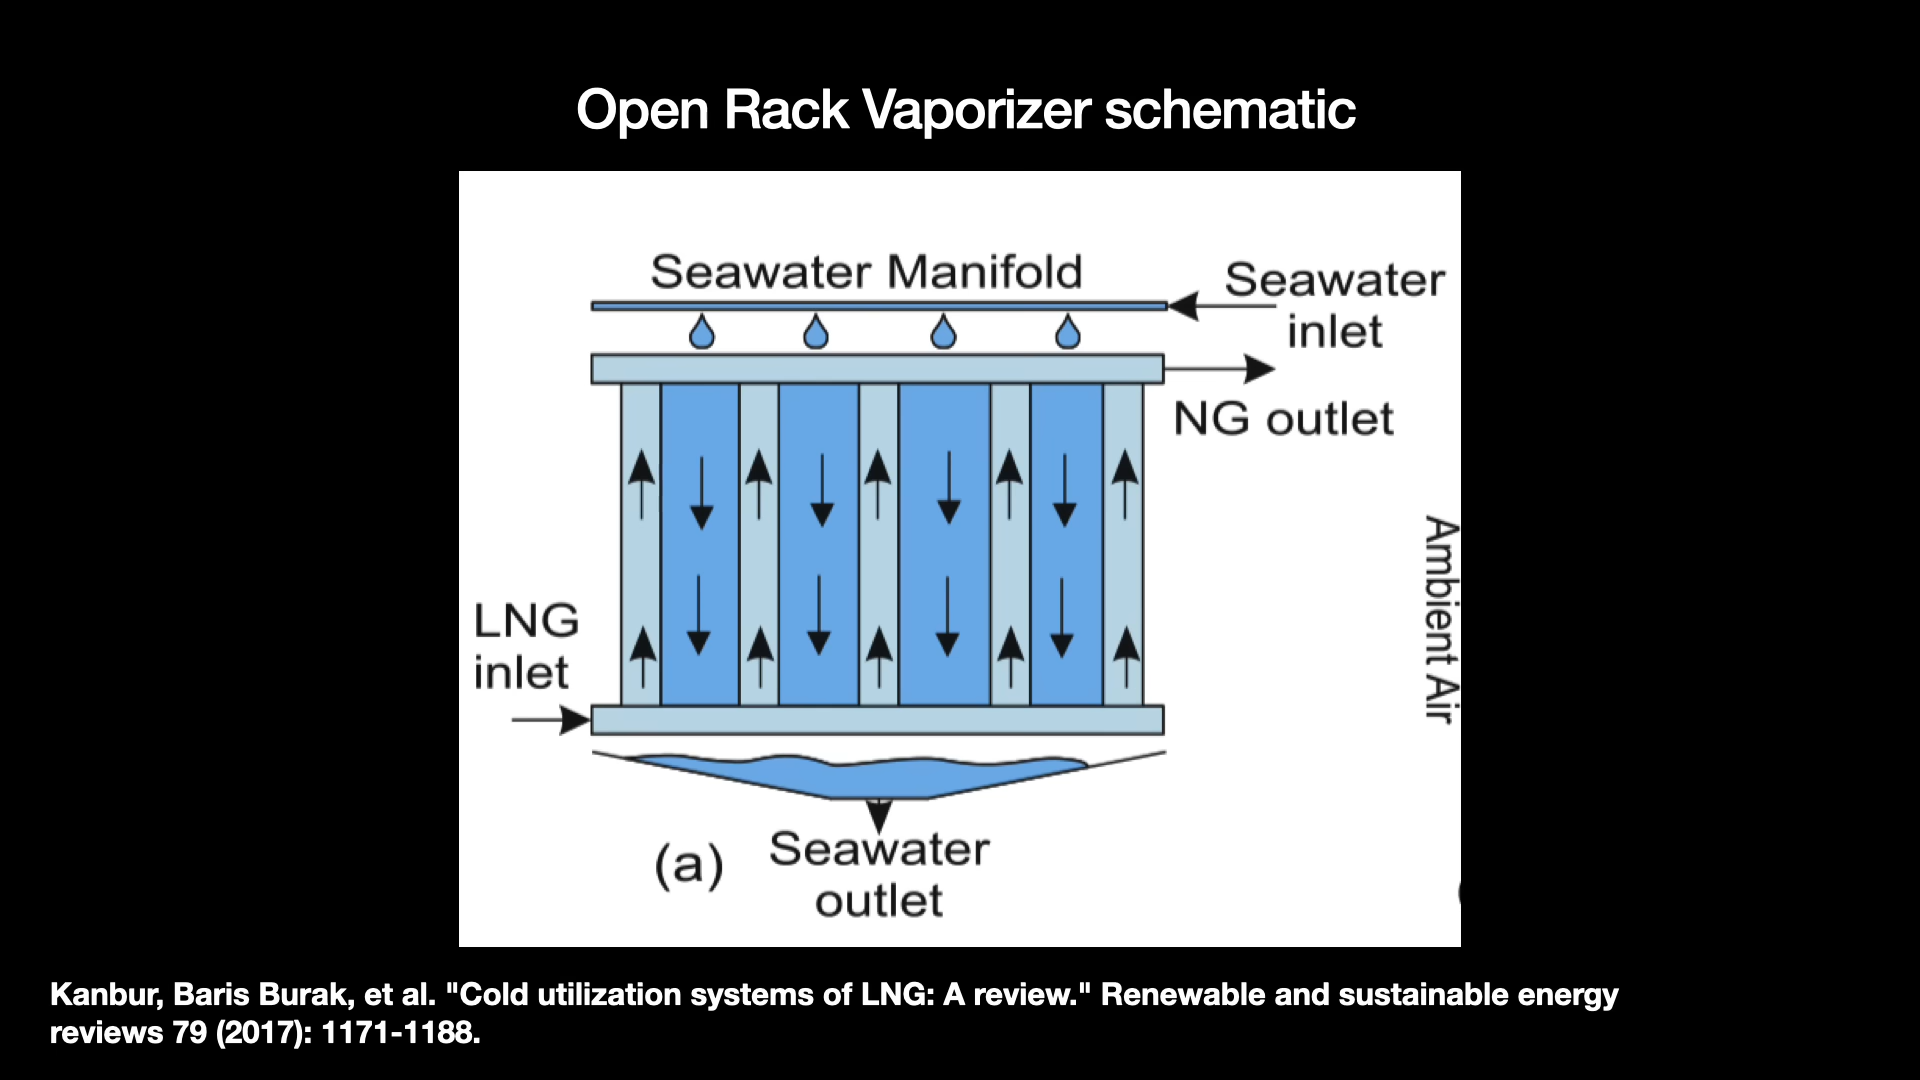 Open Rack Vaporizer schematic
Seawater Manifold
Seawater
inlet
NG outlet
Ambient Air
LNG
inlet
(a)
Seawater
outlet
Kanbur, Baris Burak, et al. "Cold utilization systems of LNG: A review." Renewable and sustainable energy
reviews 79 (2017): 1171-1188.